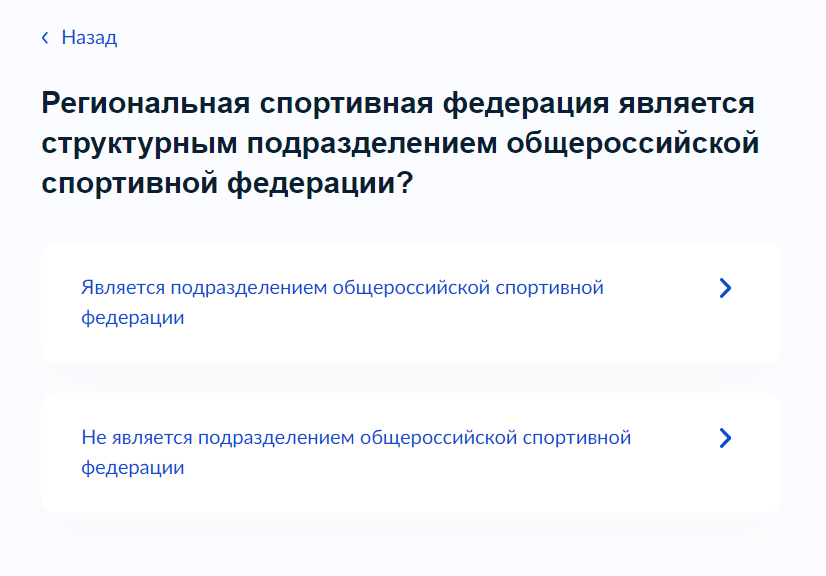 Назад
Региональная спортивная федерация является
структурным подразделением общероссийской
спортивной федерации?
Является подразделением общероссийской спортивной
федерации
Не является подразделением общероссийской спортивной
федерации